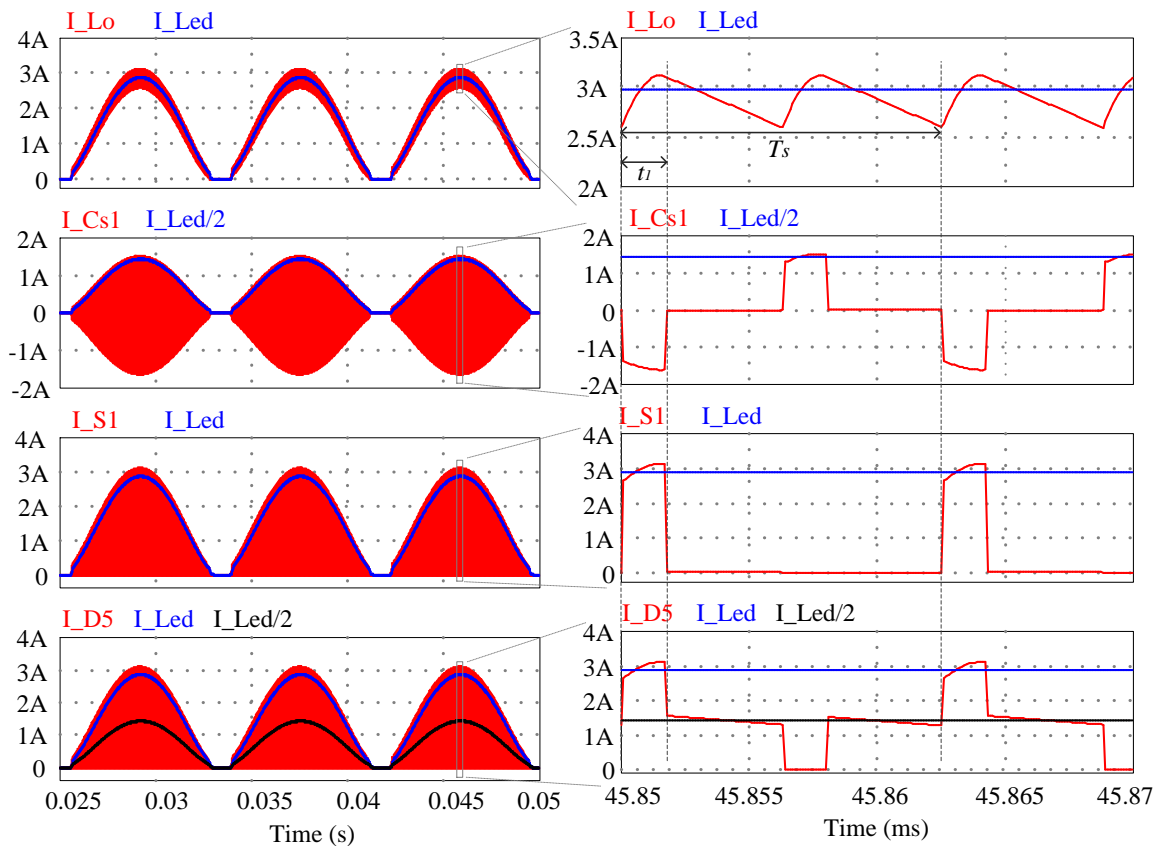 I_Lo I_Led
4A
3A
2A
1A
0
I_Cs1 I_Led/2
2A
1A
0
-1A
-2A
I_S1 I_Led
4A
3A
2A
1A
0
I_D5 I_Led I_Led/2
4A
3A
2A
1A
0
0.025 0.03 0.035 0.04 0.045 0.05
Time (s)
I_Lo I_Led
3.5A
3A
2.5A
2A
Ts
t1
I_Cs1 I_Led/2
2A
1A
0
-1A
-2A
I_S1 I_Led
4A
3A
2A
1A
0
I_D5 I_Led I_Led/2
4A
3A
2A
1A
0
45.85 45.855 45.86 45.865 45.87
Time (ms)